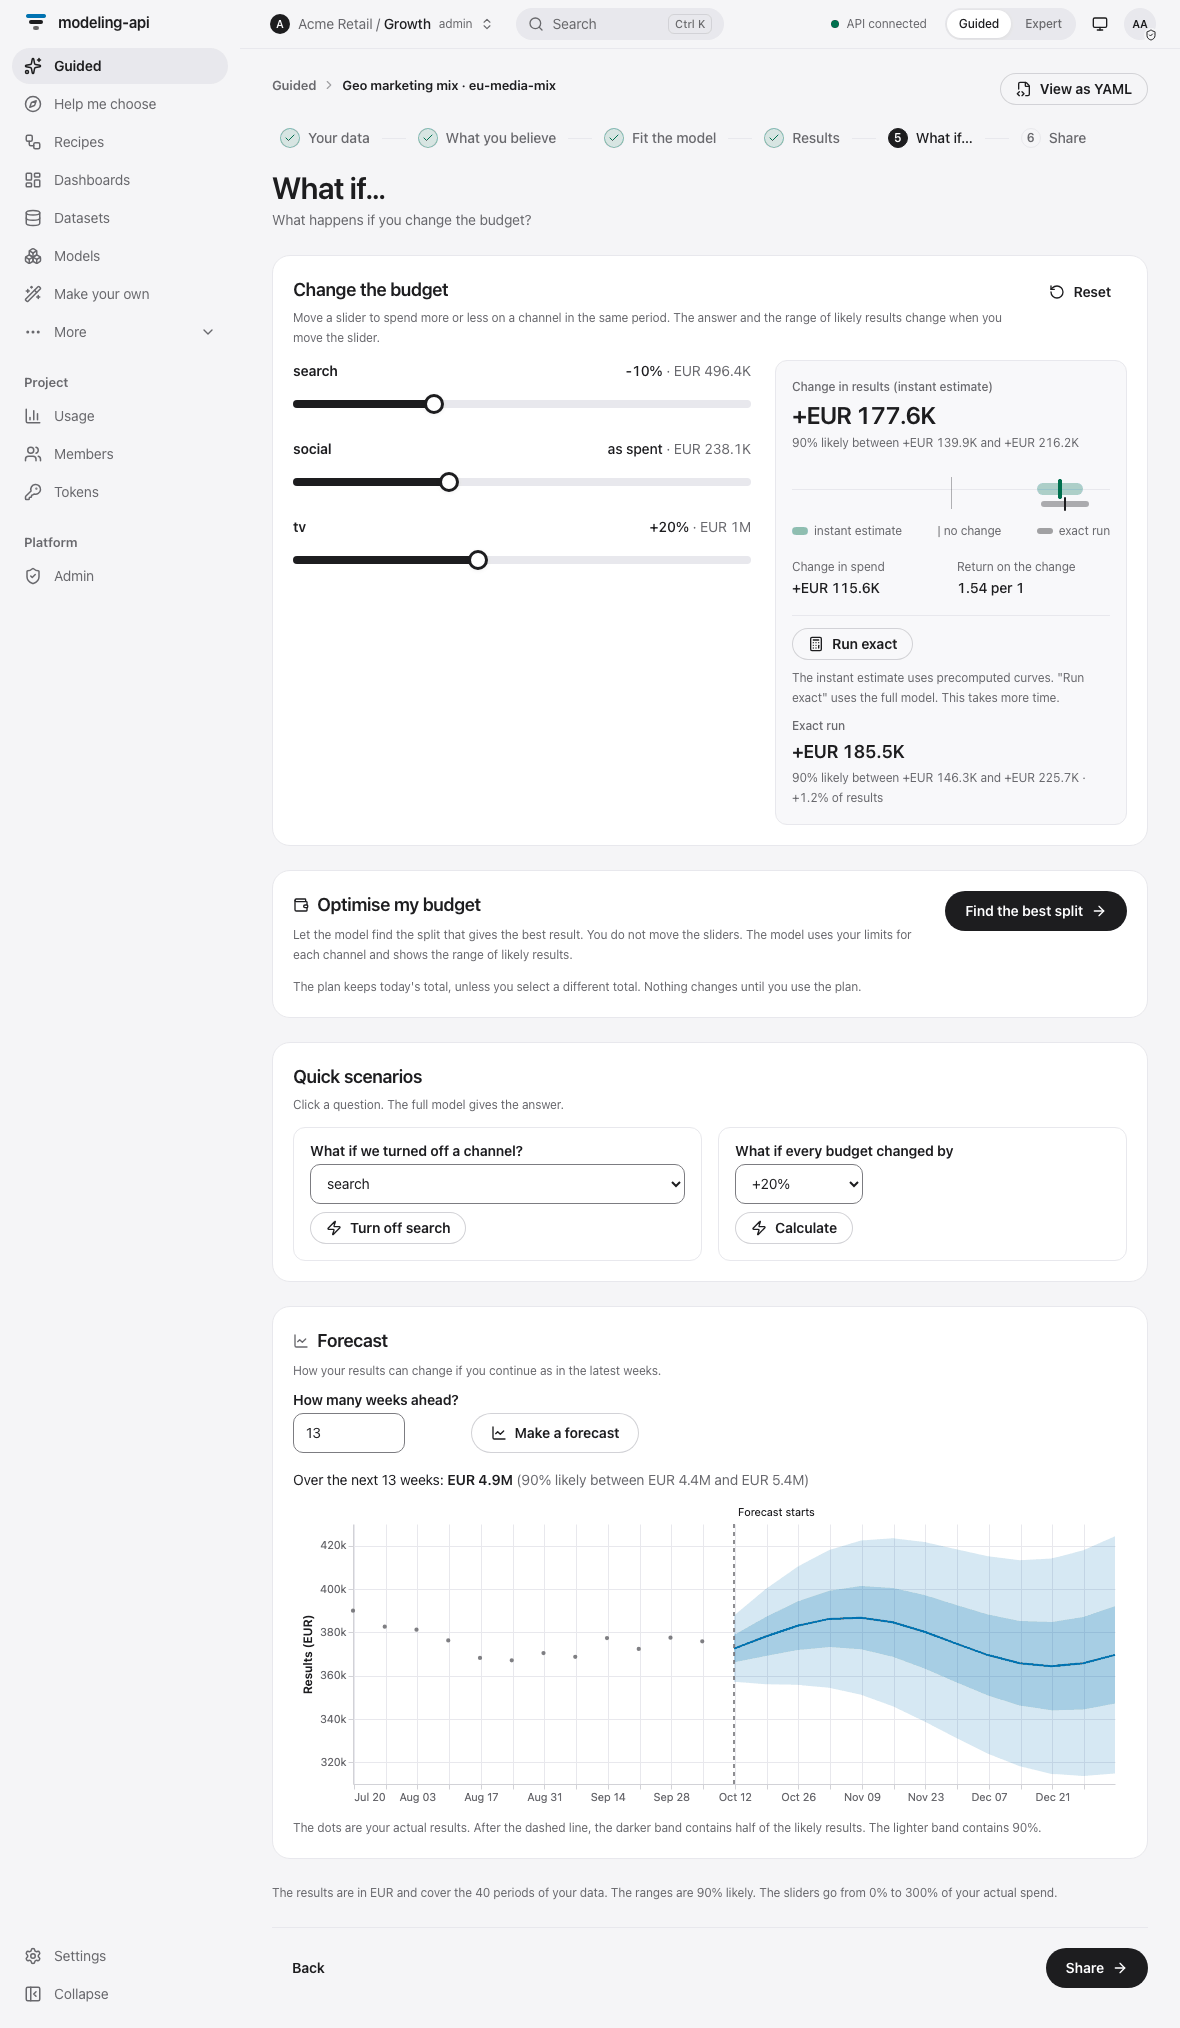 modeling-api
A Acme Retail / Growth admin
Search Ctrl K
API connected
Guided Expert
AA
Guided
Help me choose
Recipes
Dashboards
Datasets
Models
Make your own
More
Project
Usage
Members
Tokens
Platform
Admin
Settings
Collapse
Guided > Geo marketing mix · eu-media-mix
View as YAML
Your data
What you believe
Fit the model
Results
5 What if...
6 Share
What if...
What happens if you change the budget?
Change the budget
Reset
Move a slider to spend more or less on a channel in the same period. The answer and the range of likely results change when you
move the slider.
search -10% · EUR 496.4K
social as spent · EUR 238.1K
tv +20% · EUR 1M
Change in results (instant estimate)
+EUR 177.6K
90% likely between +EUR 139.9K and +EUR 216.2K
instant estimate | no change exact run
Change in spend Return on the change
+EUR 115.6K 1.54 per 1
Run exact
The instant estimate uses precomputed curves. "Run
exact" uses the full model. This takes more time.
Exact run
+EUR 185.5K
90% likely between +EUR 146.3K and +EUR 225.7K ·
+1.2% of results
Optimise my budget
Find the best split
Let the model find the split that gives the best result. You do not move the sliders. The model uses your limits for
each channel and shows the range of likely results.
The plan keeps today's total, unless you select a different total. Nothing changes until you use the plan.
Quick scenarios
Click a question. The full model gives the answer.
What if we turned off a channel?
search
Turn off search
What if every budget changed by
+20%
Calculate
Forecast
How your results can change if you continue as in the latest weeks.
How many weeks ahead?
13
Make a forecast
Over the next 13 weeks: EUR 4.9M (90% likely between EUR 4.4M and EUR 5.4M)
Forecast starts
Results (EUR)
420k
400k
380k
360k
340k
320k
Jul 20 Aug 03 Aug 17 Aug 31 Sep 14 Sep 28 Oct 12 Oct 26 Nov 09 Nov 23 Dec 07 Dec 21
The dots are your actual results. After the dashed line, the darker band contains half of the likely results. The lighter band contains 90%.
The results are in EUR and cover the 40 periods of your data. The ranges are 90% likely. The sliders go from 0% to 300% of your actual spend.
Back
Share